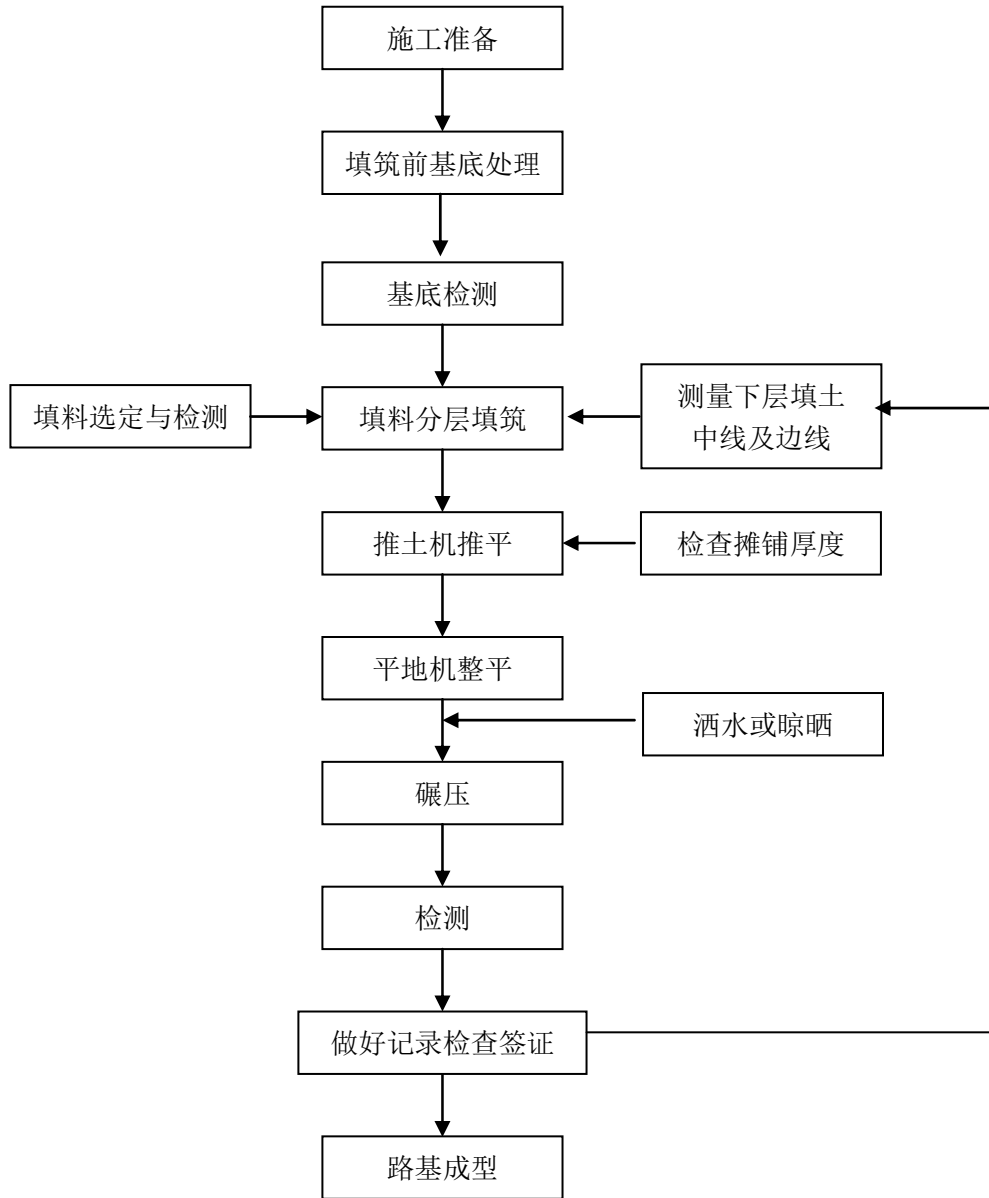 施工准备
填筑前基底处理
基底检测
填料选定与检测
填料分层填筑
测量下层填土
中线及边线
推土机推平
检查摊铺厚度
平地机整平
洒水或晾晒
碾压
检测
做好记录检查签证
路基成型